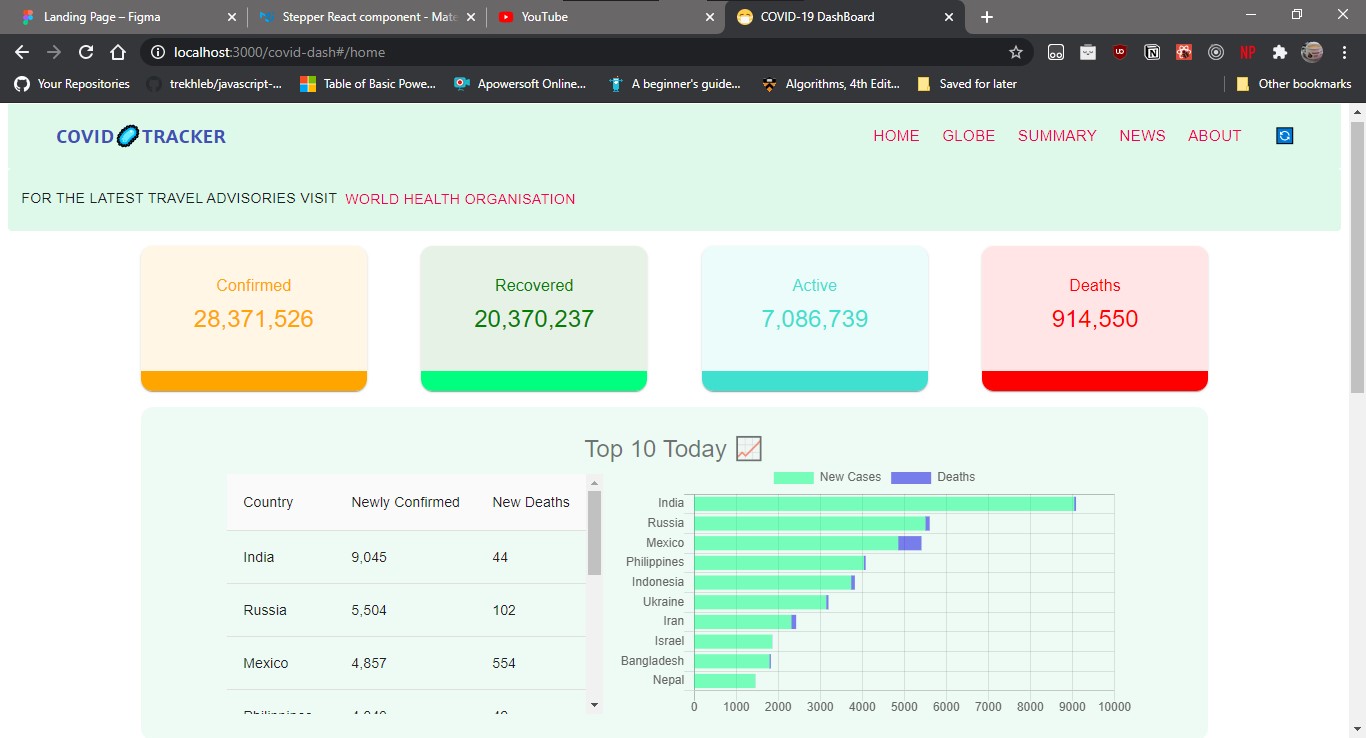 Landing Page – Figma
Stepper React component - Mate
YouTube
COVID-19 DashBoard
localhost:3000/covid-dash#/home
Your Repositories
trekhleb/javascript-...
Table of Basic Powe...
Apowersoft Online...
A beginner's guide...
Algorithms, 4th Edit...
Saved for later
Other bookmarks
COVID TRACKER
HOME GLOBE SUMMARY NEWS ABOUT
FOR THE LATEST TRAVEL ADVISORIES VISIT WORLD HEALTH ORGANISATION
Confirmed
28,371,526
Recovered
20,370,237
Active
7,086,739
Deaths
914,550
Top 10 Today
Country Newly Confirmed New Deaths
India 9,045 44
Russia 5,504 102
Mexico 4,857 554
Philippines
New Cases Deaths
India
Russia
Mexico
Philippines
Indonesia
Ukraine
Iran
Israel
Bangladesh
Nepal
0 1000 2000 3000 4000 5000 6000 7000 8000 9000 10000